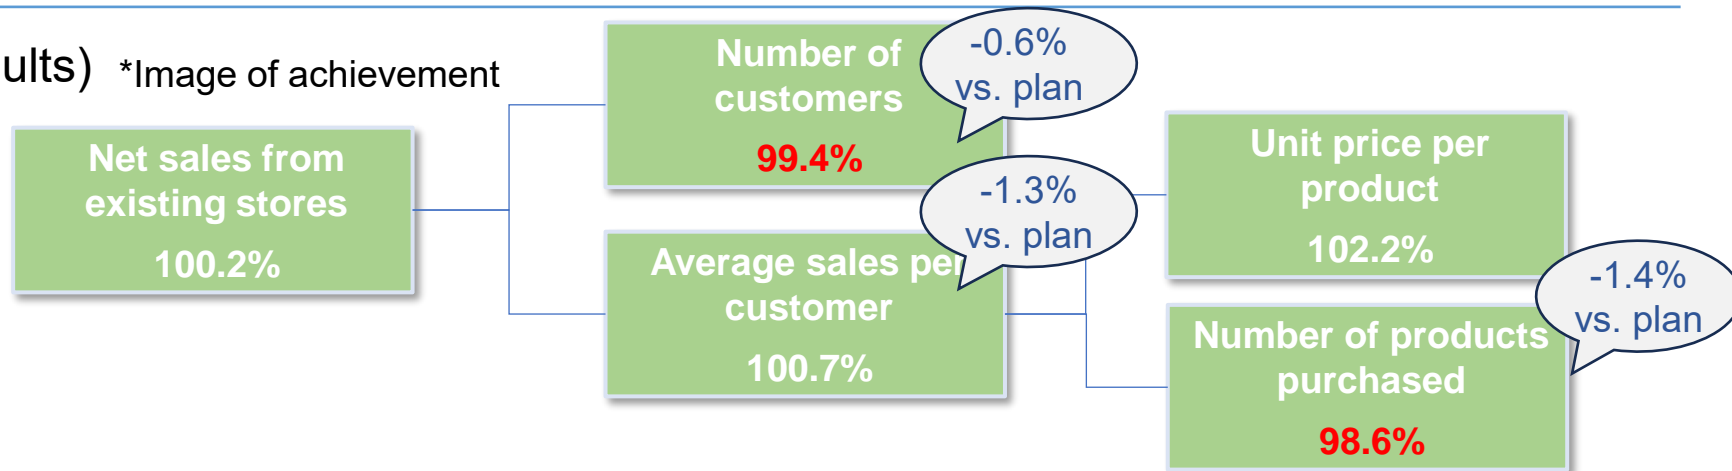 ults) *Image of achievement
Net sales from
existing stores
100.2%
Number of
customers
99.4%
-0.6%
vs. plan
Average sales per
customer
100.7%
-1.3%
vs. plan
Unit price per
product
102.2%
Number of products
purchased
98.6%
-1.4%
vs. plan